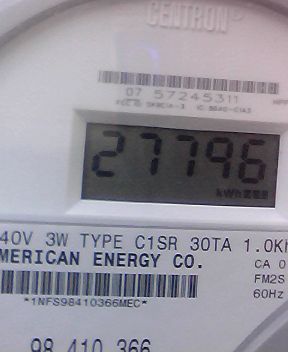 CENTRON®
07 57245311
27796
kWh
40V 3W TYPE C1SR 30TA 1.0Kh
MERICAN ENERGY CO.
CA 0
FM2S
60Hz
*1NFS98410366MEC*
98 410 366